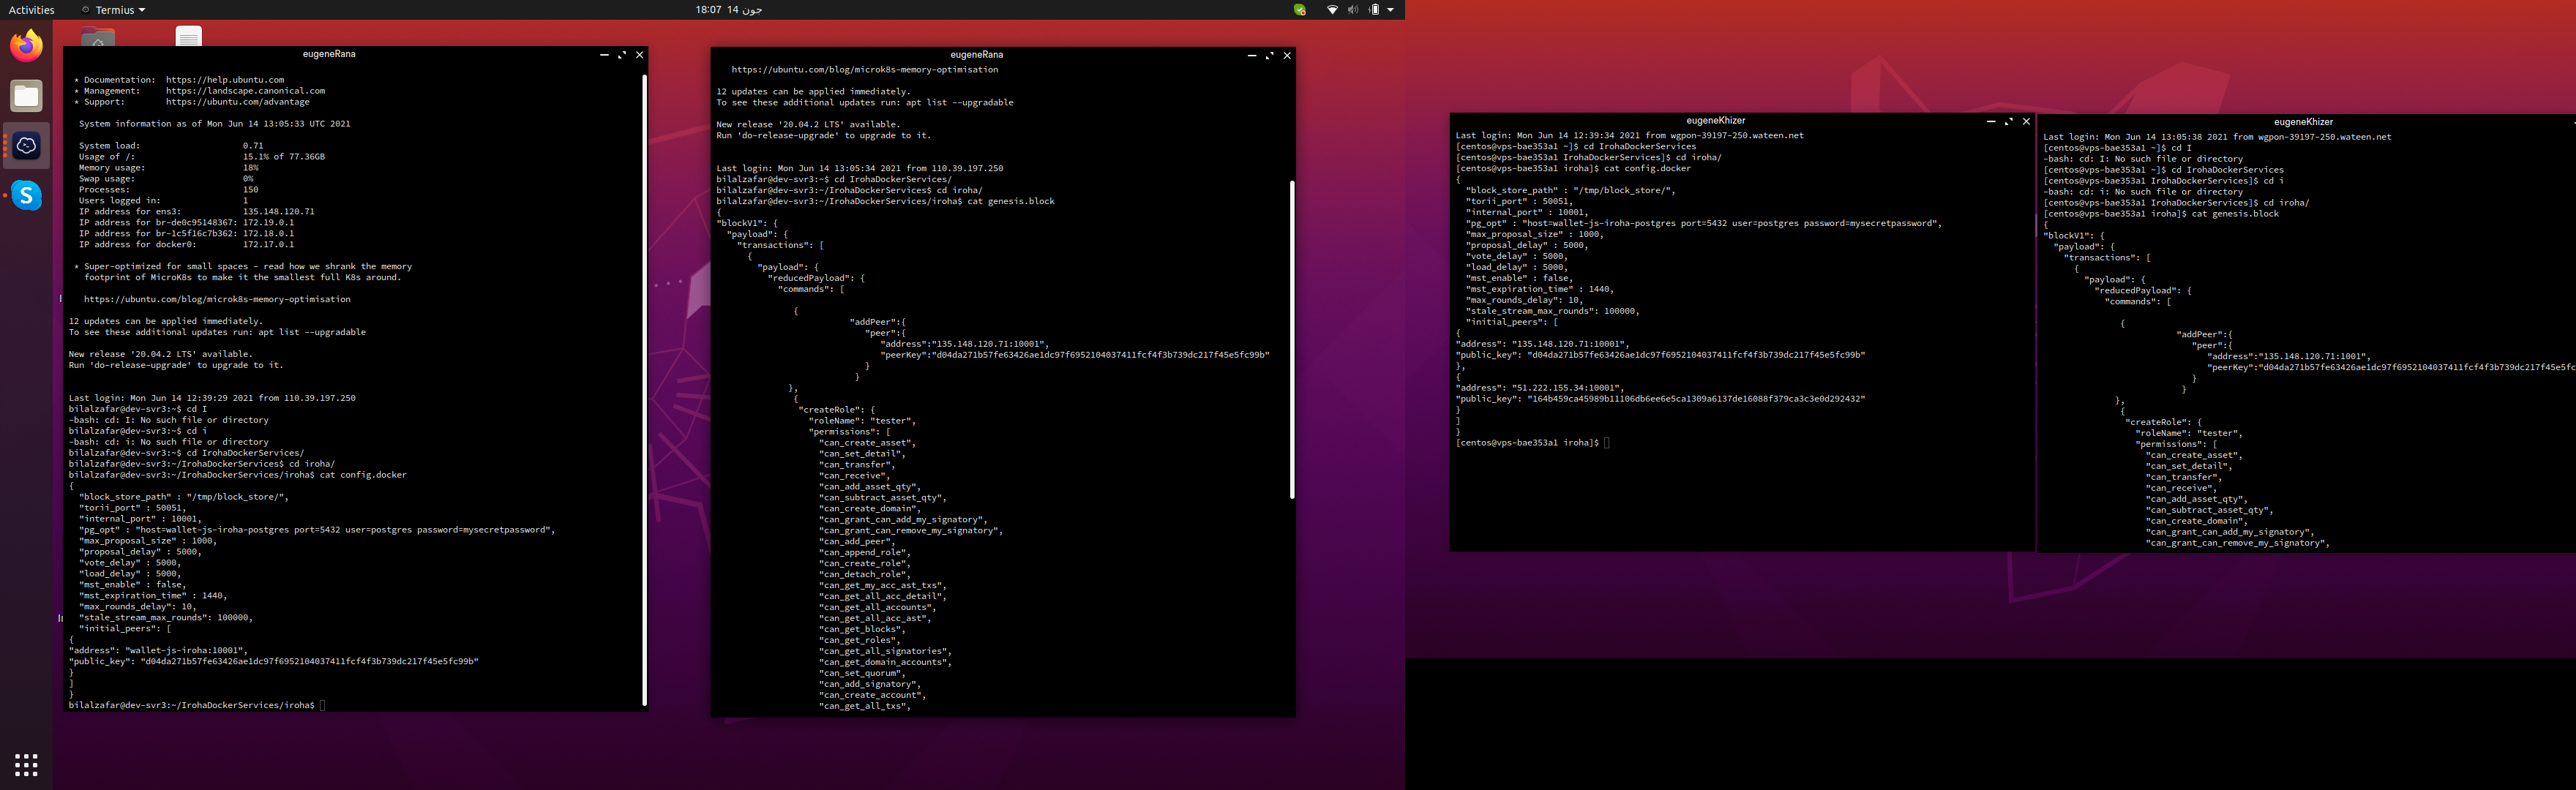 Activities
Termius
18:07 14 جون
eugeneRana
* Documentation: https://help.ubuntu.com
* Management: https://landscape.canonical.com
* Support: https://ubuntu.com/advantage
System information as of Mon Jun 14 13:05:33 UTC 2021
System load: 0.71
Usage of /: 15.1% of 77.36GB
Memory usage: 18%
Swap usage: 0%
Processes: 150
Users logged in: 1
IP address for ens3: 135.148.120.71
IP address for br-de0c95148367: 172.19.0.1
IP address for br-1c5f16c7b362: 172.18.0.1
IP address for docker0: 172.17.0.1
* Super-optimized for small spaces - read how we shrank the memory
footprint of MicroK8s to make it the smallest full K8s around.
https://ubuntu.com/blog/microk8s-memory-optimisation
12 updates can be applied immediately.
To see these additional updates run: apt list --upgradable
New release '20.04.2 LTS' available.
Run 'do-release-upgrade' to upgrade to it.
Last login: Mon Jun 14 12:39:29 2021 from 110.39.197.250
bilalzafar@dev-svr3:~$ cd I
-bash: cd: I: No such file or directory
bilalzafar@dev-svr3:~$ cd i
-bash: cd: i: No such file or directory
bilalzafar@dev-svr3:~$ cd IrohaDockerServices/
bilalzafar@dev-svr3:~/IrohaDockerServices$ cd iroha/
bilalzafar@dev-svr3:~/IrohaDockerServices/iroha$ cat config.docker
{
"block_store_path" : "/tmp/block_store/",
"torii_port" : 50051,
"internal_port" : 10001,
"pg_opt" : "host=wallet-js-iroha-postgres port=5432 user=postgres password=mysecretpassword",
"max_proposal_size" : 1000,
"proposal_delay" : 5000,
"vote_delay" : 5000,
"load_delay" : 5000,
"mst_enable" : false,
"mst_expiration_time" : 1440,
"max_rounds_delay": 10,
"stale_stream_max_rounds": 100000,
"initial_peers": [
{
"address": "wallet-js-iroha:10001",
"public_key": "d04da271b57fe63426ae1dc97f6952104037411fcf4f3b739dc217f45e5fc99b"
}
]
}
bilalzafar@dev-svr3:~/IrohaDockerServices/iroha$
eugeneRana
https://ubuntu.com/blog/microk8s-memory-optimisation
12 updates can be applied immediately.
To see these additional updates run: apt list --upgradable
New release '20.04.2 LTS' available.
Run 'do-release-upgrade' to upgrade to it.
Last login: Mon Jun 14 13:05:34 2021 from 110.39.197.250
bilalzafar@dev-svr3:~$ cd IrohaDockerServices/
bilalzafar@dev-svr3:~/IrohaDockerServices$ cd iroha/
bilalzafar@dev-svr3:~/IrohaDockerServices/iroha$ cat genesis.block
{
"blockV1": {
"payload": {
"transactions": [
{
"payload": {
"reducedPayload": {
"commands": [
{
"addPeer":{
"peer":{
"address":"135.148.120.71:10001",
"peerKey":"d04da271b57fe63426ae1dc97f6952104037411fcf4f3b739dc217f45e5fc99b"
}
}
},
{
"createRole": {
"roleName": "tester",
"permissions": [
"can_create_asset",
"can_set_detail",
"can_transfer",
"can_receive",
"can_add_asset_qty",
"can_subtract_asset_qty",
"can_create_domain",
"can_grant_can_add_my_signatory",
"can_grant_can_remove_my_signatory",
"can_add_peer",
"can_append_role",
"can_create_role",
"can_detach_role",
"can_get_my_acc_ast_txs",
"can_get_all_acc_detail",
"can_get_all_accounts",
"can_get_all_acc_ast",
"can_get_blocks",
"can_get_roles",
"can_get_all_signatories",
"can_get_domain_accounts",
"can_set_quorum",
"can_add_signatory",
"can_create_account",
"can_get_all_txs",
eugeneKhizer
Last login: Mon Jun 14 12:39:34 2021 from wgpon-39197-250.wateen.net
[centos@vps-bae353a1 ~]$ cd IrohaDockerServices
[centos@vps-bae353a1 IrohaDockerServices]$ cd iroha/
[centos@vps-bae353a1 iroha]$ cat config.docker
{
"block_store_path" : "/tmp/block_store/",
"torii_port" : 50051,
"internal_port" : 10001,
"pg_opt" : "host=wallet-js-iroha-postgres port=5432 user=postgres password=mysecretpassword",
"max_proposal_size" : 1000,
"proposal_delay" : 5000,
"vote_delay" : 5000,
"load_delay" : 5000,
"mst_enable" : false,
"mst_expiration_time" : 1440,
"max_rounds_delay": 10,
"stale_stream_max_rounds": 100000,
"initial_peers": [
{
"address": "135.148.120.71:10001",
"public_key": "d04da271b57fe63426ae1dc97f6952104037411fcf4f3b739dc217f45e5fc99b"
},
{
"address": "51.222.155.34:10001",
"public_key": "164b459ca45989b11106db6ee6e5ca1309a6137de16088f379ca3c3e0d292432"
}
]
}
[centos@vps-bae353a1 iroha]$
eugeneKhizer
Last login: Mon Jun 14 13:05:38 2021 from wgpon-39197-250.wateen.net
[centos@vps-bae353a1 ~]$ cd I
-bash: cd: I: No such file or directory
[centos@vps-bae353a1 ~]$ cd IrohaDockerServices
[centos@vps-bae353a1 IrohaDockerServices]$ cd i
-bash: cd: i: No such file or directory
[centos@vps-bae353a1 IrohaDockerServices]$ cd iroha/
[centos@vps-bae353a1 iroha]$ cat genesis.block
{
"blockV1": {
"payload": {
"transactions": [
{
"payload": {
"reducedPayload": {
"commands": [
{
"addPeer":{
"peer":{
"address":"135.148.120.71:1001",
"peerKey":"d04da271b57fe63426ae1dc97f6952104037411fcf4f3b739dc217f45e5fc
}
}
},
{
"createRole": {
"roleName": "tester",
"permissions": [
"can_create_asset",
"can_set_detail",
"can_transfer",
"can_receive",
"can_add_asset_qty",
"can_subtract_asset_qty",
"can_create_domain",
"can_grant_can_add_my_signatory",
"can_grant_can_remove_my_signatory",